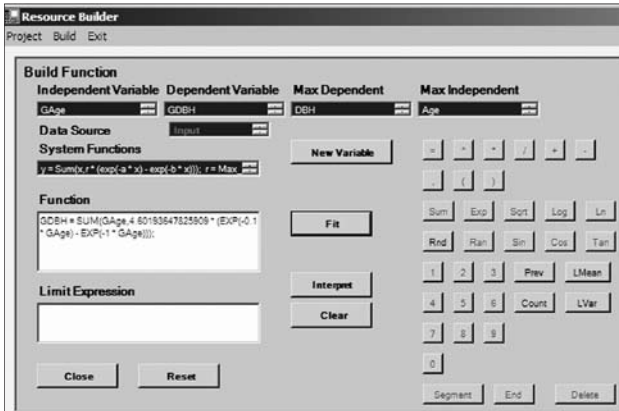 Resource Builder
Project Build Exit
Build Function
Independent Variable Dependent Variable Max Dependent Max Independent
GAge GDBH DBH Age
Data Source Input
System Functions
y = Sum(x,r * (exp(-a * x) - exp(-b * x))); r = Max_
New Variable
= ^ * / + -
, ( )
Function
GDBH = SUM(GAge,4.60193647825909 * (EXP(-0.1
* GAge) - EXP(-1 * GAge)));
Fit
Sum Exp Sqrt Log Ln
Rnd Ran Sin Cos Tan
Interpret
1 2 3 Prev LMean
Limit Expression
Clear
4 5 6 Count LVar
7 8 9
0
Close Reset
Segment End Delete